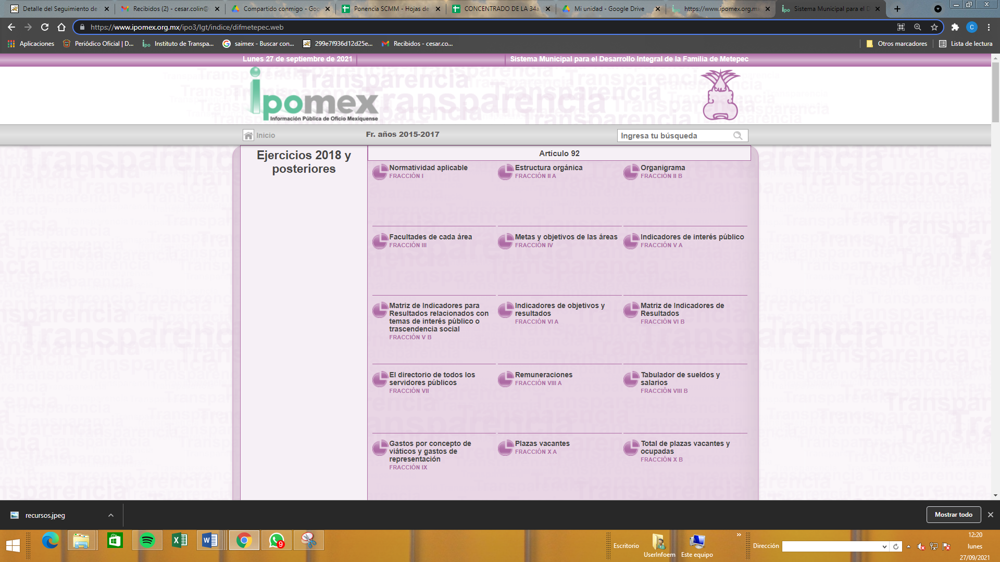 Detalle del Seguimiento de
Recibidos (2) - cesar.colin@
Compartido conmigo - Goo
Ponencia SCMM - Hojas de
CONCENTRADO DE LA 34a
Mi unidad - Google Drive
https://www.ipomex.org.m
Sistema Municipal para el D
https://www.ipomex.org.mx/ipo3/lgt/indice/difmetepec.web
C
Aplicaciones
Periódico Oficial | D...
Instituto de Transpa...
saimex - Buscar con...
299e7f936d12d25e...
Recibidos - cesar.co...
Otros marcadores
Lista de lectura
Lunes 27 de septiembre de 2021
Sistema Municipal para el Desarrollo Integral de la Familia de Metepec
ipomex
Información Pública de Oficio Mexiquense
Transparencia
Inicio
Fr. años 2015-2017
Ingresa tu búsqueda
Ejercicios 2018 y
posteriores
Artículo 92
Normatividad aplicable
FRACCIÓN I
Estructura orgánica
FRACCIÓN II A
Organigrama
FRACCIÓN II B
Facultades de cada área
FRACCIÓN III
Metas y objetivos de las áreas
FRACCIÓN IV
Indicadores de interés público
FRACCIÓN V A
Matriz de Indicadores para
Resultados relacionados con
temas de interés público o
trascendencia social
FRACCIÓN V B
Indicadores de objetivos y
resultados
FRACCIÓN VI A
Matriz de Indicadores de
Resultados
FRACCIÓN VI B
El directorio de todos los
servidores públicos
FRACCIÓN VII
Remuneraciones
FRACCIÓN VIII A
Tabulador de sueldos y
salarios
FRACCIÓN VIII B
Gastos por concepto de
viáticos y gastos de
representación
FRACCIÓN IX
Plazas vacantes
FRACCIÓN X A
Total de plazas vacantes y
ocupadas
FRACCIÓN X B
recursos.jpeg
Mostrar todo
9
Escritorio
UserInfoem
Este equipo
Dirección
12:20
lunes
27/09/2021